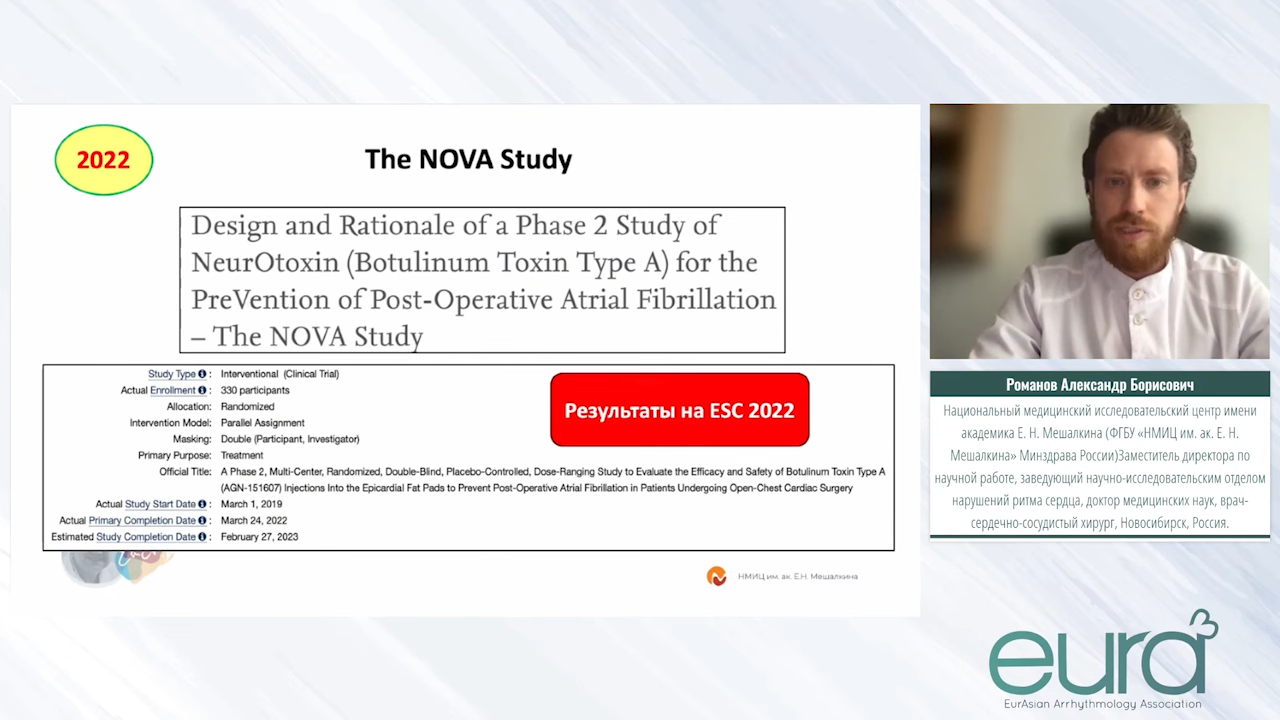 2022
The NOVA Study
Design and Rationale of a Phase 2 Study of
NeurOtoxin (Botulinum Toxin Type A) for the
PreVention of Post-Operative Atrial Fibrillation
– The NOVA Study
Study Type : Interventional (Clinical Trial)
Actual Enrollment : 330 participants
Allocation: Randomized
Intervention Model: Parallel Assignment
Masking: Double (Participant, Investigator)
Primary Purpose: Treatment
Official Title: A Phase 2, Multi-Center, Randomized, Double-Blind, Placebo-Controlled, Dose-Ranging Study to Evaluate the Efficacy and Safety of Botulinum Toxin Type A
(AGN-151607) Injections Into the Epicardial Fat Pads to Prevent Post-Operative Atrial Fibrillation in Patients Undergoing Open-Chest Cardiac Surgery
Actual Study Start Date : March 1, 2019
Actual Primary Completion Date : March 24, 2022
Estimated Study Completion Date : February 27, 2023
Результаты на ESC 2022
НМИЦ им. ак. Е.Н. Мешалкина
Романов Александр Борисович
Национальный медицинский исследовательский центр имени
академика Е. Н. Мешалкина (ФГБУ «НМИЦ им. ак. Е. Н.
Мешалкина» Минздрава России)Заместитель директора по
научной работе, заведующий научно-исследовательским отделом
нарушений ритма сердца, доктор медицинских наук, врач-
сердечно-сосудистый хирург, Новосибирск, Россия.
eura
EurAsian Arrhythmology Association